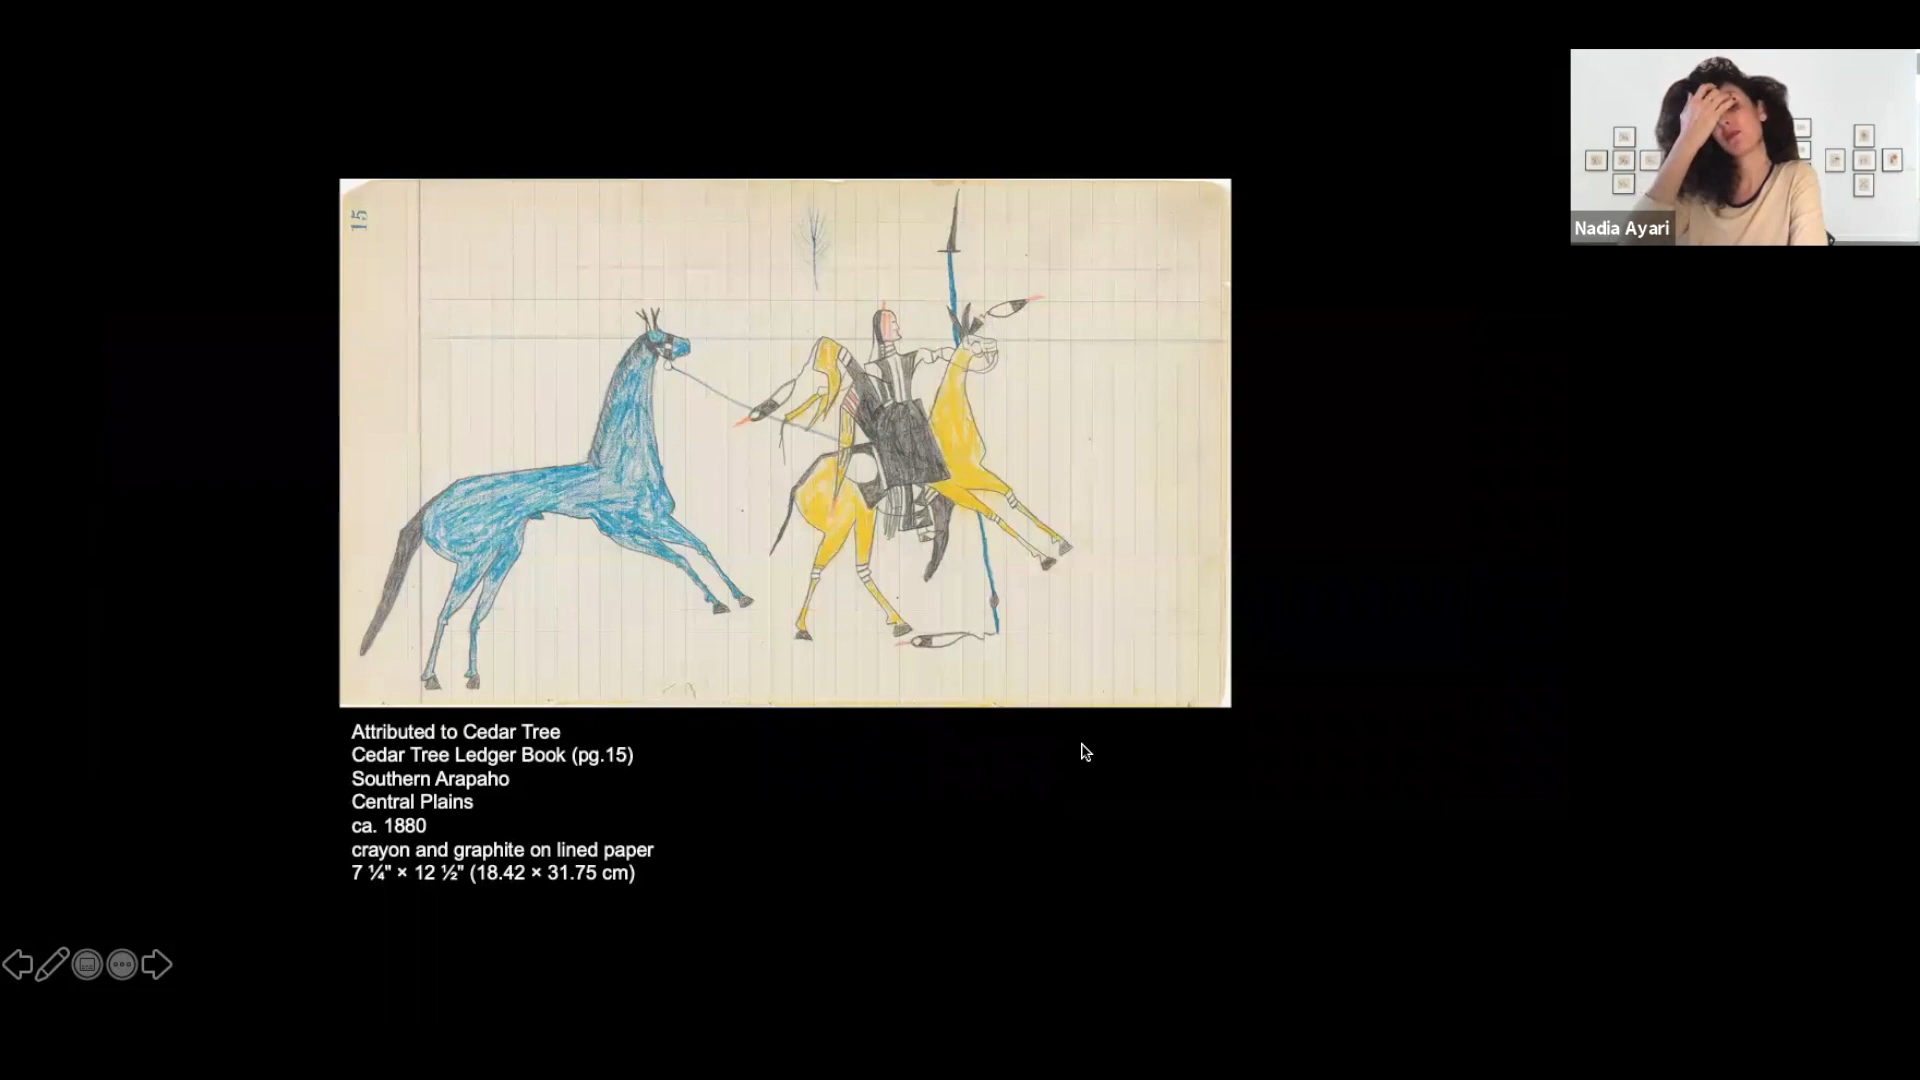 15
Attributed to Cedar Tree
Cedar Tree Ledger Book (pg.15)
Southern Arapaho
Central Plains
ca. 1880
crayon and graphite on lined paper
7 ¼" × 12 ½" (18.42 × 31.75 cm)
Nadia Ayari